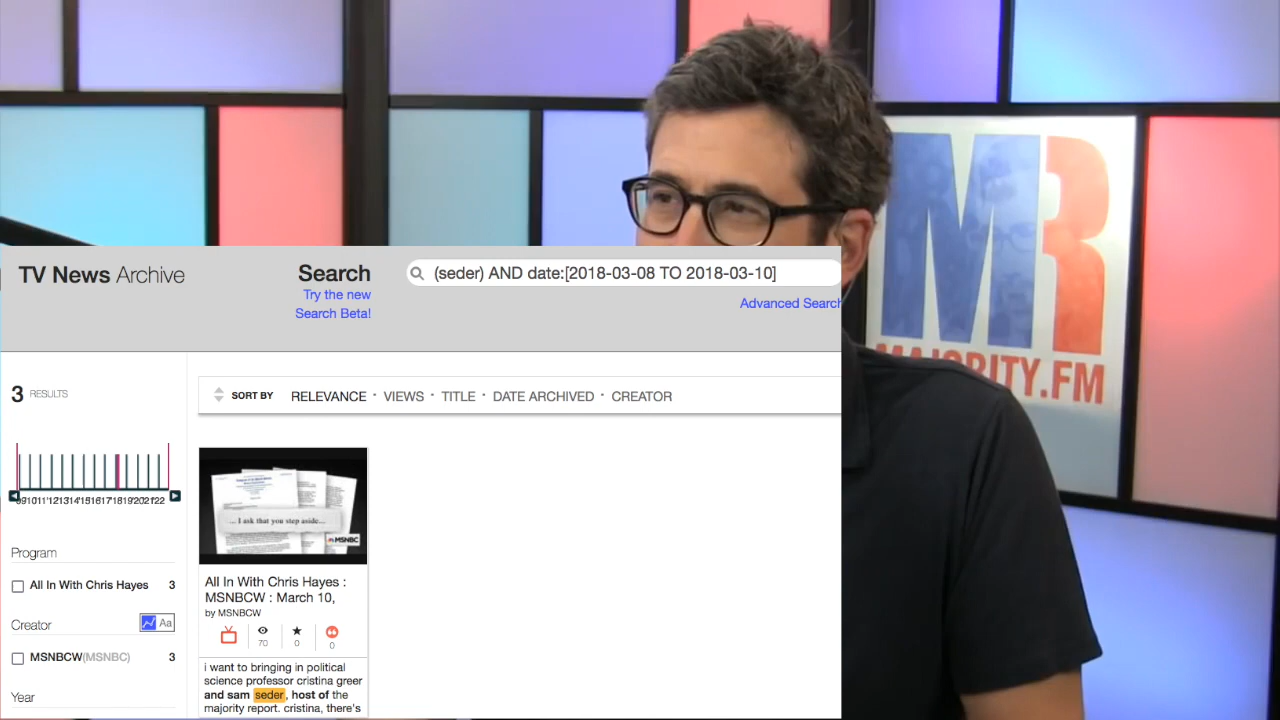 MR
MAJORITY.FM
TV News Archive
Search
Try the new
Search Beta!
(seder) AND date:[2018-03-08 TO 2018-03-10]
Advanced Search
3 RESULTS
SORT BY RELEVANCE · VIEWS · TITLE · DATE ARCHIVED · CREATOR
Program
All In With Chris Hayes 3
Creator
Aa
MSNBCW(MSNBC) 3
Year
... I ask that you step aside...
MSNBC
All In With Chris Hayes :
MSNBCW : March 10,
by MSNBCW
70 0 0
i want to bringing in political
science professor cristina greer
and sam seder, host of the
majority report. cristina, there's